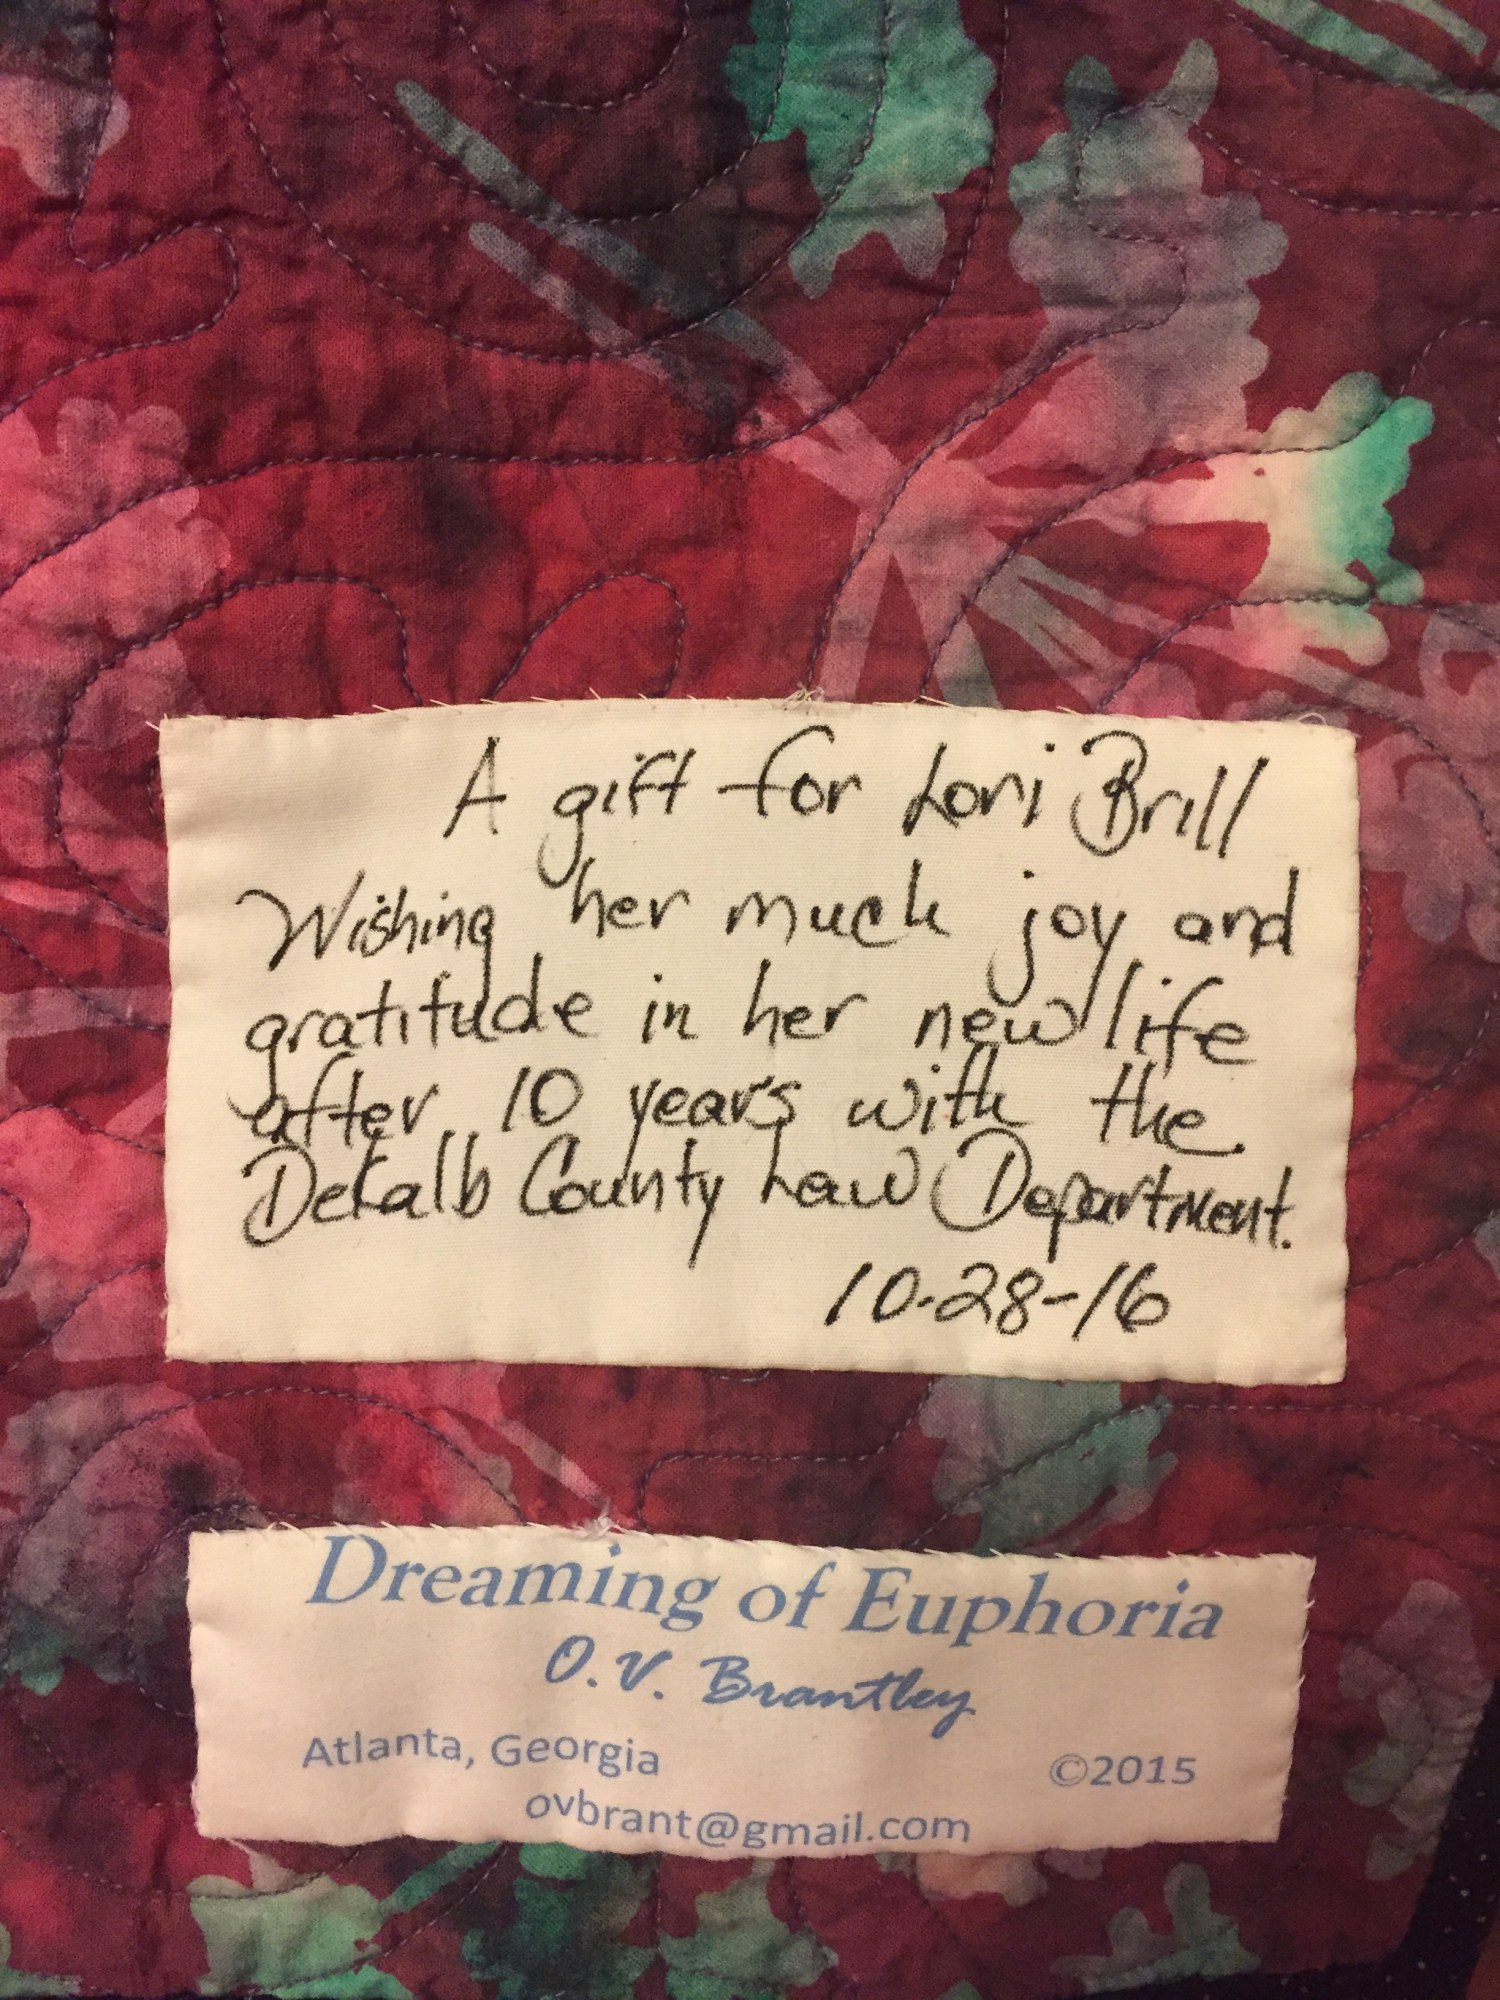 A gift for Lori Brill
Wishing her much joy and
gratitude in her new life
after 10 years with the
DeKalb County Law Department.
10-28-16
Dreaming of Euphoria
O.V. Brantley
Atlanta, Georgia ©2015
ovbrant@gmail.com